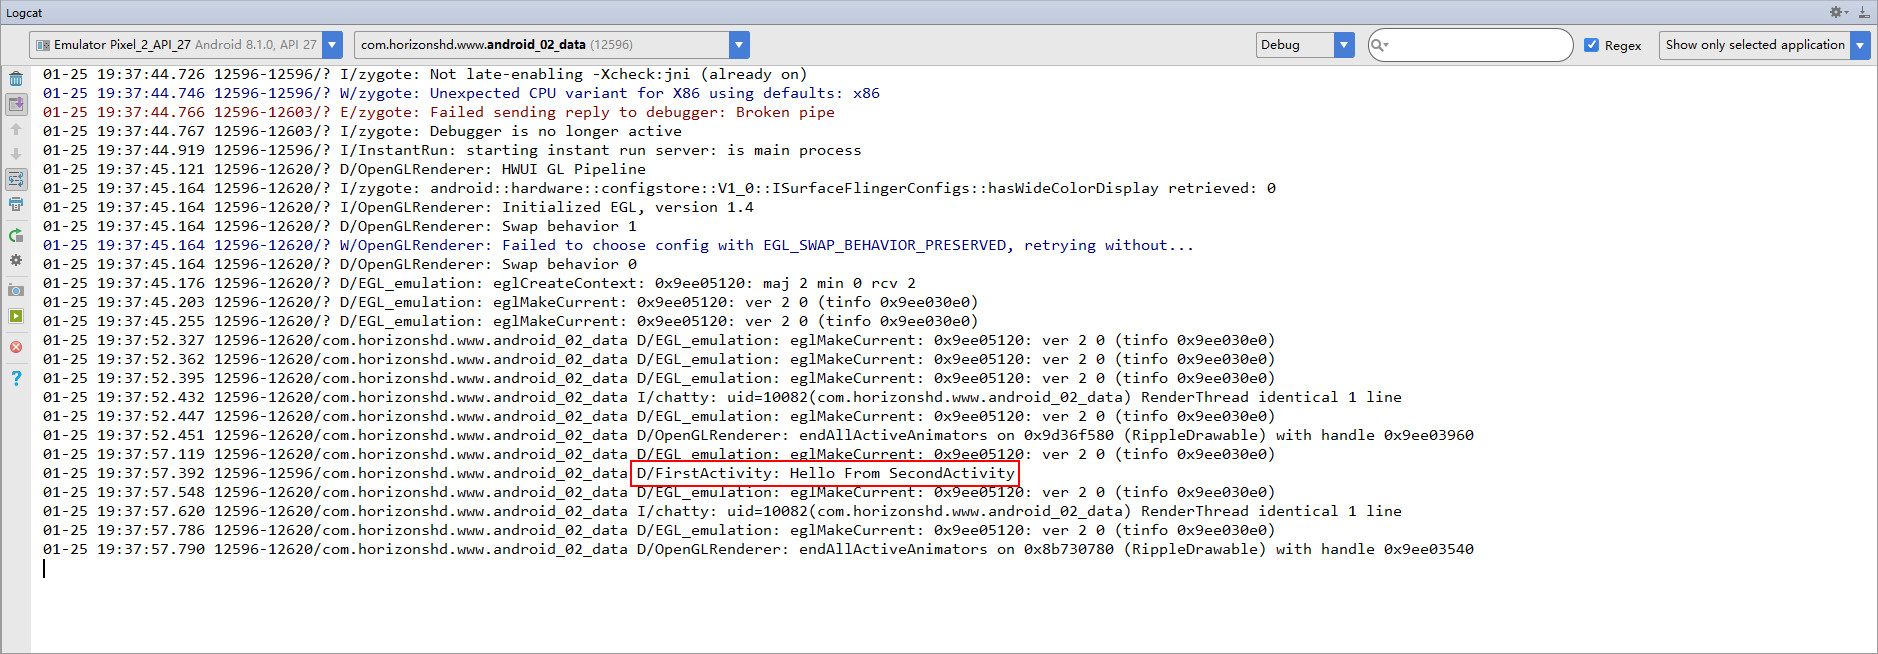 Logcat
Emulator Pixel_2_API_27 Android 8.1.0, API 27
com.horizonshd.www.android_02_data (12596)
Debug
Regex
Show only selected application
01-25 19:37:44.726 12596-12596/? I/zygote: Not late-enabling -Xcheck:jni (already on)
01-25 19:37:44.746 12596-12596/? W/zygote: Unexpected CPU variant for X86 using defaults: x86
01-25 19:37:44.766 12596-12603/? E/zygote: Failed sending reply to debugger: Broken pipe
01-25 19:37:44.767 12596-12603/? I/zygote: Debugger is no longer active
01-25 19:37:44.919 12596-12596/? I/InstantRun: starting instant run server: is main process
01-25 19:37:45.121 12596-12620/? D/OpenGLRenderer: HWUI GL Pipeline
01-25 19:37:45.164 12596-12620/? I/zygote: android::hardware::configstore::V1_0::ISurfaceFlingerConfigs::hasWideColorDisplay retrieved: 0
01-25 19:37:45.164 12596-12620/? I/OpenGLRenderer: Initialized EGL, version 1.4
01-25 19:37:45.164 12596-12620/? D/OpenGLRenderer: Swap behavior 1
01-25 19:37:45.164 12596-12620/? W/OpenGLRenderer: Failed to choose config with EGL_SWAP_BEHAVIOR_PRESERVED, retrying without...
01-25 19:37:45.164 12596-12620/? D/OpenGLRenderer: Swap behavior 0
01-25 19:37:45.176 12596-12620/? D/EGL_emulation: eglCreateContext: 0x9ee05120: maj 2 min 0 rcv 2
01-25 19:37:45.203 12596-12620/? D/EGL_emulation: eglMakeCurrent: 0x9ee05120: ver 2 0 (tinfo 0x9ee030e0)
01-25 19:37:45.255 12596-12620/? D/EGL_emulation: eglMakeCurrent: 0x9ee05120: ver 2 0 (tinfo 0x9ee030e0)
01-25 19:37:52.327 12596-12620/com.horizonshd.www.android_02_data D/EGL_emulation: eglMakeCurrent: 0x9ee05120: ver 2 0 (tinfo 0x9ee030e0)
01-25 19:37:52.362 12596-12620/com.horizonshd.www.android_02_data D/EGL_emulation: eglMakeCurrent: 0x9ee05120: ver 2 0 (tinfo 0x9ee030e0)
01-25 19:37:52.395 12596-12620/com.horizonshd.www.android_02_data D/EGL_emulation: eglMakeCurrent: 0x9ee05120: ver 2 0 (tinfo 0x9ee030e0)
01-25 19:37:52.432 12596-12620/com.horizonshd.www.android_02_data I/chatty: uid=10082(com.horizonshd.www.android_02_data) RenderThread identical 1 line
01-25 19:37:52.447 12596-12620/com.horizonshd.www.android_02_data D/EGL_emulation: eglMakeCurrent: 0x9ee05120: ver 2 0 (tinfo 0x9ee030e0)
01-25 19:37:52.451 12596-12620/com.horizonshd.www.android_02_data D/OpenGLRenderer: endAllActiveAnimators on 0x9d36f580 (RippleDrawable) with handle 0x9ee03960
01-25 19:37:57.119 12596-12620/com.horizonshd.www.android_02_data D/EGL_emulation: eglMakeCurrent: 0x9ee05120: ver 2 0 (tinfo 0x9ee030e0)
01-25 19:37:57.392 12596-12596/com.horizonshd.www.android_02_data D/FirstActivity: Hello From SecondActivity
01-25 19:37:57.548 12596-12620/com.horizonshd.www.android_02_data D/EGL_emulation: eglMakeCurrent: 0x9ee05120: ver 2 0 (tinfo 0x9ee030e0)
01-25 19:37:57.620 12596-12620/com.horizonshd.www.android_02_data I/chatty: uid=10082(com.horizonshd.www.android_02_data) RenderThread identical 1 line
01-25 19:37:57.786 12596-12620/com.horizonshd.www.android_02_data D/EGL_emulation: eglMakeCurrent: 0x9ee05120: ver 2 0 (tinfo 0x9ee030e0)
01-25 19:37:57.790 12596-12620/com.horizonshd.www.android_02_data D/OpenGLRenderer: endAllActiveAnimators on 0x8b730780 (RippleDrawable) with handle 0x9ee03540